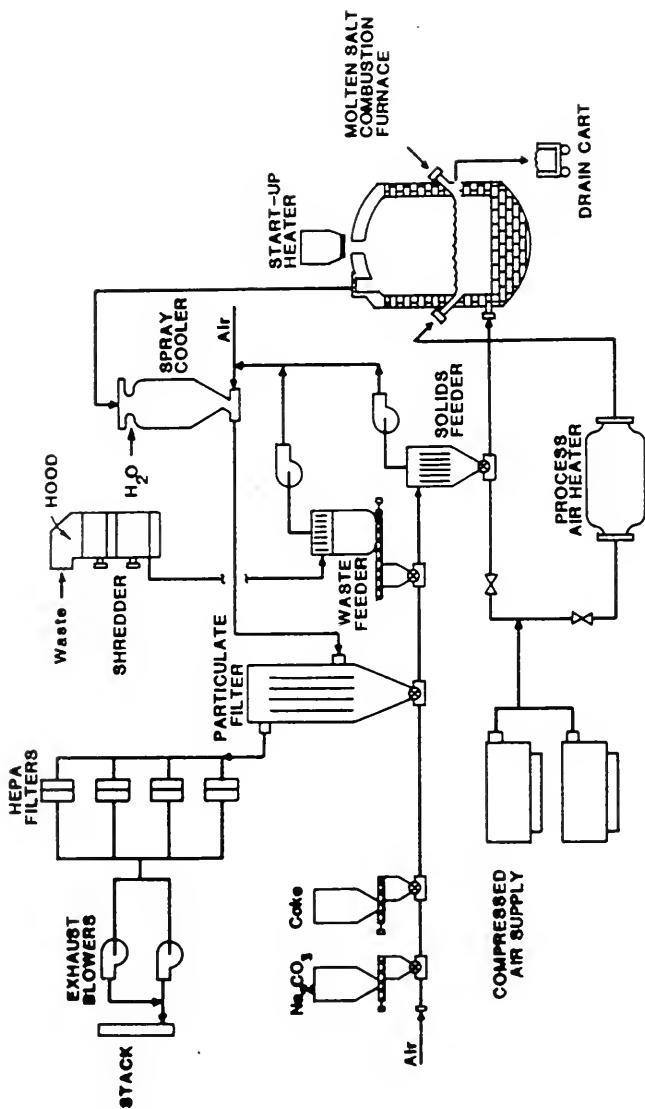 STACK
EXHAUST
BLOWERS
HEPA
FILTERS
Waste
HOOD
SHREDDER
H₂O
SPRAY
COOLER
Air
START-UP
HEATER
MOLTEN SALT
COMBUSTION
FURNACE
DRAIN CART
PARTICULATE
FILTER
WASTE
FEEDER
SOLIDS
FEEDER
PROCESS
AIR HEATER
Na₂CO₃
Coke
Air
COMPRESSED
AIR SUPPLY